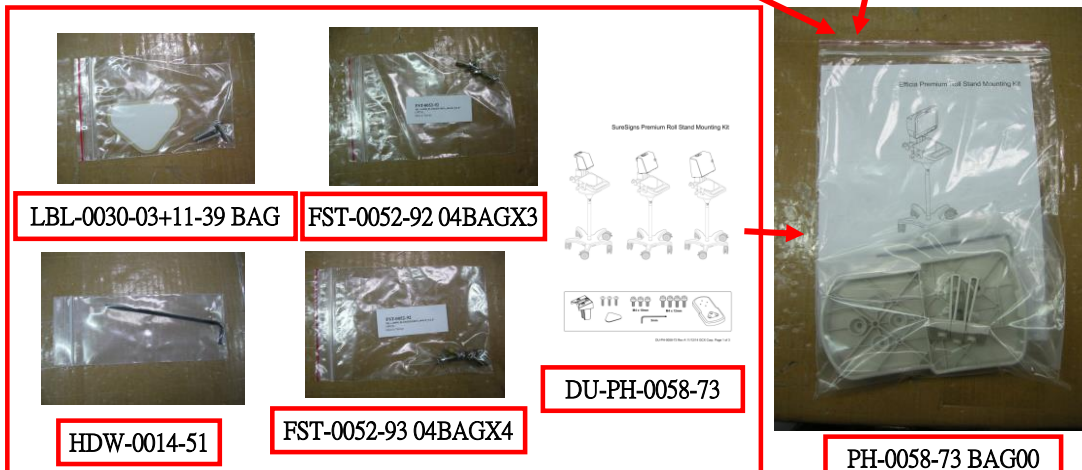 LBL-0030-03+11-39 BAG
FST-0052-92 04BAGX3
HDW-0014-51
FST-0052-93 04BAGX4
SureSigns Premium Roll Stand Mounting Kit
DU-PH-0058-73
Efficia Premium Roll Stand Mounting Kit
PH-0058-73 BAG00